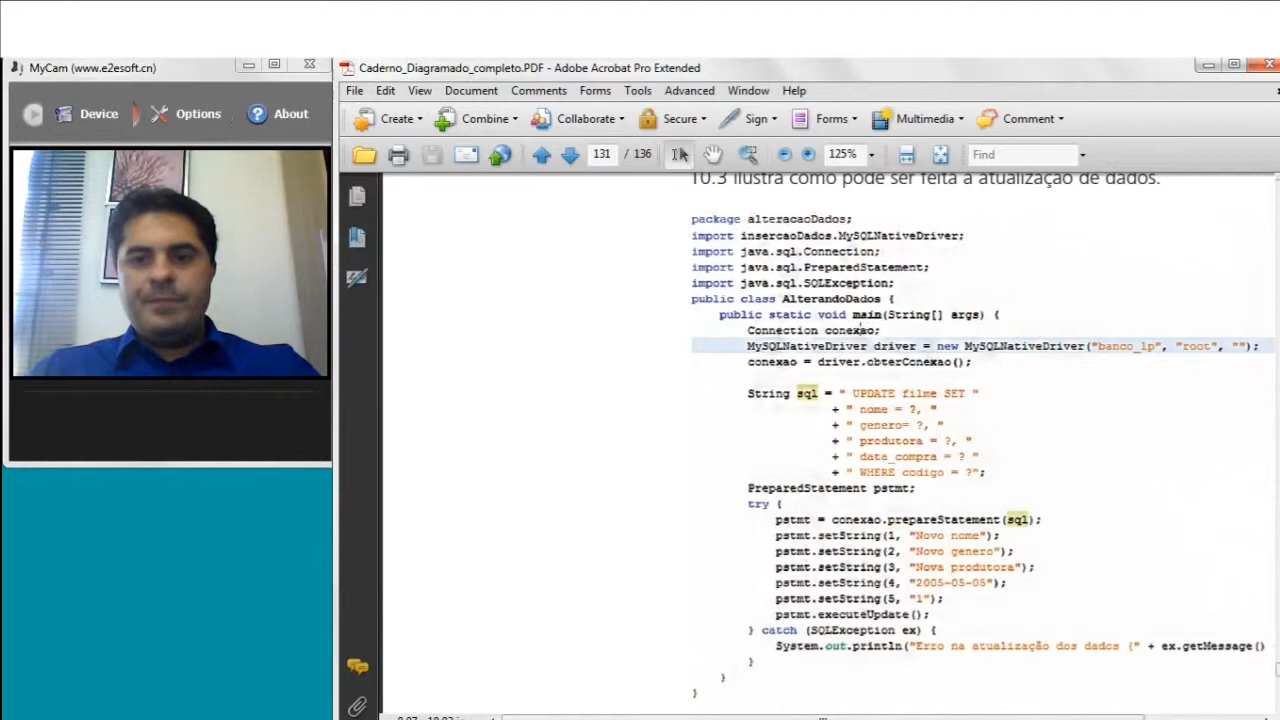 MyCam (www.e2esoft.cn)
Device
Options
About
Caderno_Diagramado_completo.PDF - Adobe Acrobat Pro Extended
File Edit View Document Comments Forms Tools Advanced Window Help
Create Combine Collaborate Secure Sign Forms Multimedia Comment
131 / 136 125% Find
10.3 ilustra como pode ser feita a atualização de dados.
package alteracaoDados;
import insercaoDados.MySQLNativeDriver;
import java.sql.Connection;
import java.sql.PreparedStatement;
import java.sql.SQLException;
public class AlterandoDados {
public static void main(String[] args) {
Connection conexao;
MySQLNativeDriver driver = new MySQLNativeDriver("banco_lp", "root", "");
conexao = driver.obterConexao();
String sql = " UPDATE filme SET "
+ " nome = ?, "
+ " genero= ?, "
+ " produtora = ?, "
+ " data_compra = ? "
+ " WHERE codigo = ?";
PreparedStatement pstmt;
try {
pstmt = conexao.prepareStatement(sql);
pstmt.setString(1, "Novo nome");
pstmt.setString(2, "Novo genero");
pstmt.setString(3, "Nova produtora");
pstmt.setString(4, "2005-05-05");
pstmt.setString(5, "1");
pstmt.executeUpdate();
} catch (SQLException ex) {
System.out.println("Erro na atualização dos dados (" + ex.getMessage()
}
}
}